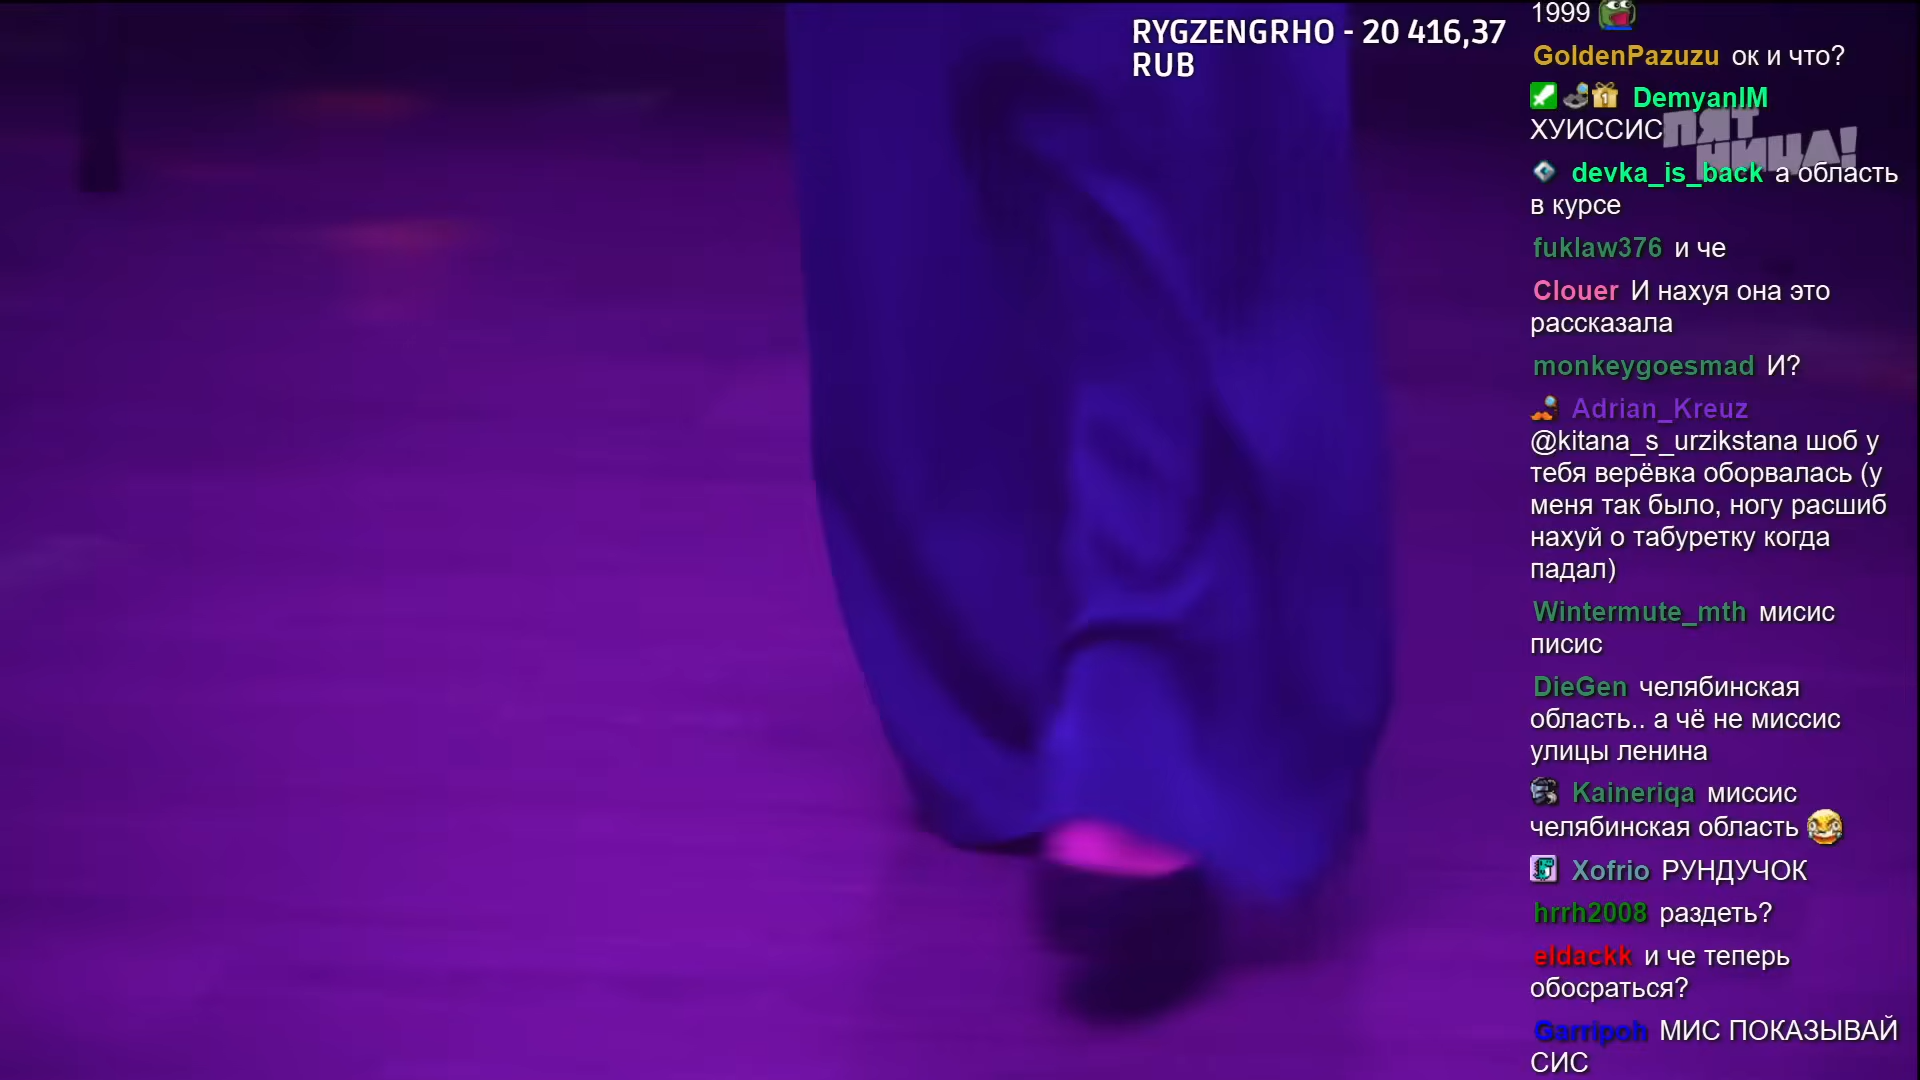 RYGZENGRHO - 20 416,37
RUB
1999
GoldenPazuzu ок и что?
DemyanIM
ХУИССИС
ПЯТНИЦА!
devka_is_back а область
в курсе
fuklaw376 и че
Clouer И нахуя она это
рассказала
monkeygoesmad И?
Adrian_Kreuz
@kitana_s_urzikstana шоб у
тебя верёвка оборвалась (у
меня так было, ногу расшиб
нахуй о табуретку когда
падал)
Wintermute_mth мисис
писис
DieGen челябинская
область.. а чё не миссис
улицы ленина
Kaineriqa миссис
челябинская область
Xofrio РУНДУЧОК
hrrh2008 раздеть?
eldackk и че теперь
обосраться?
Garripoh МИС ПОКАЗЫВАЙ
СИС